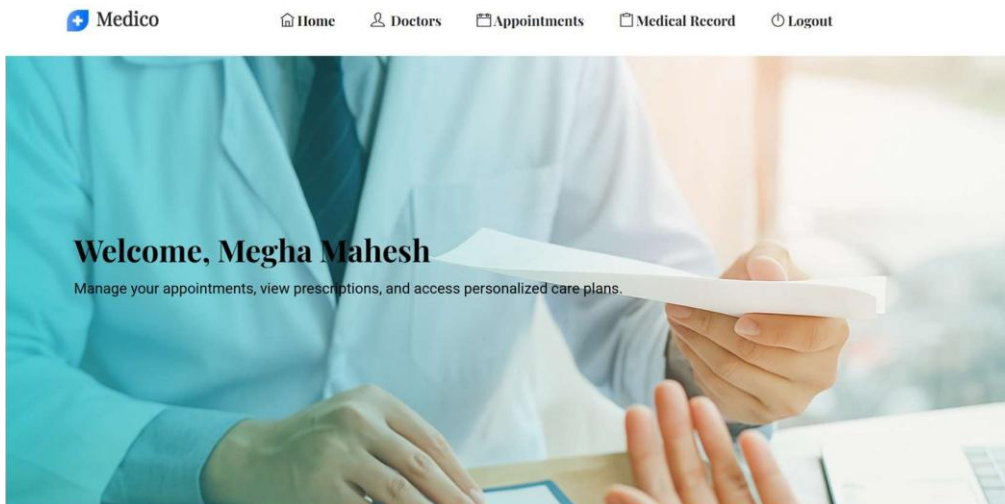 Medico
Home Doctors Appointments Medical Record Logout
Welcome, Megha Mahesh
Manage your appointments, view prescriptions, and access personalized care plans.